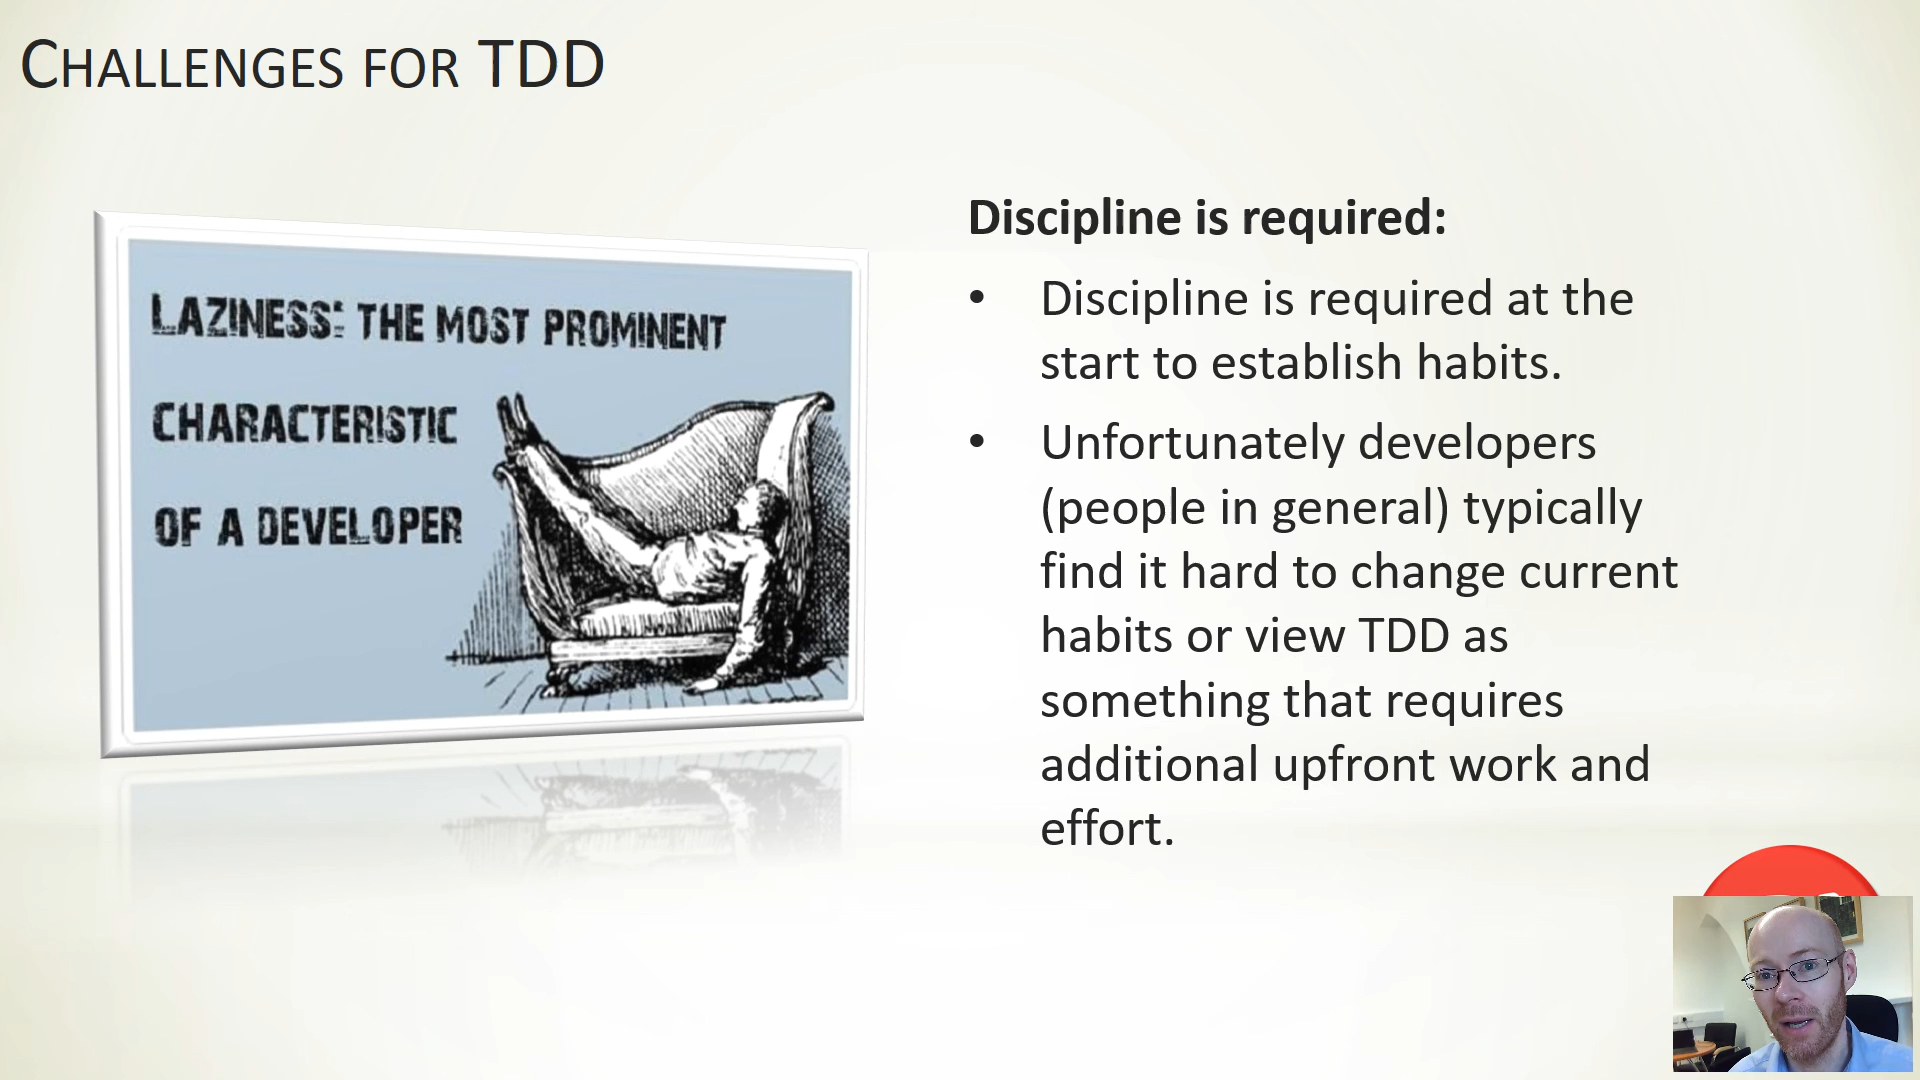 CHALLENGES FOR TDD
LAZINESS: THE MOST PROMINENT
CHARACTERISTIC
OF A DEVELOPER
Discipline is required:
• Discipline is required at the
start to establish habits.
• Unfortunately developers
(people in general) typically
find it hard to change current
habits or view TDD as
something that requires
additional upfront work and
effort.